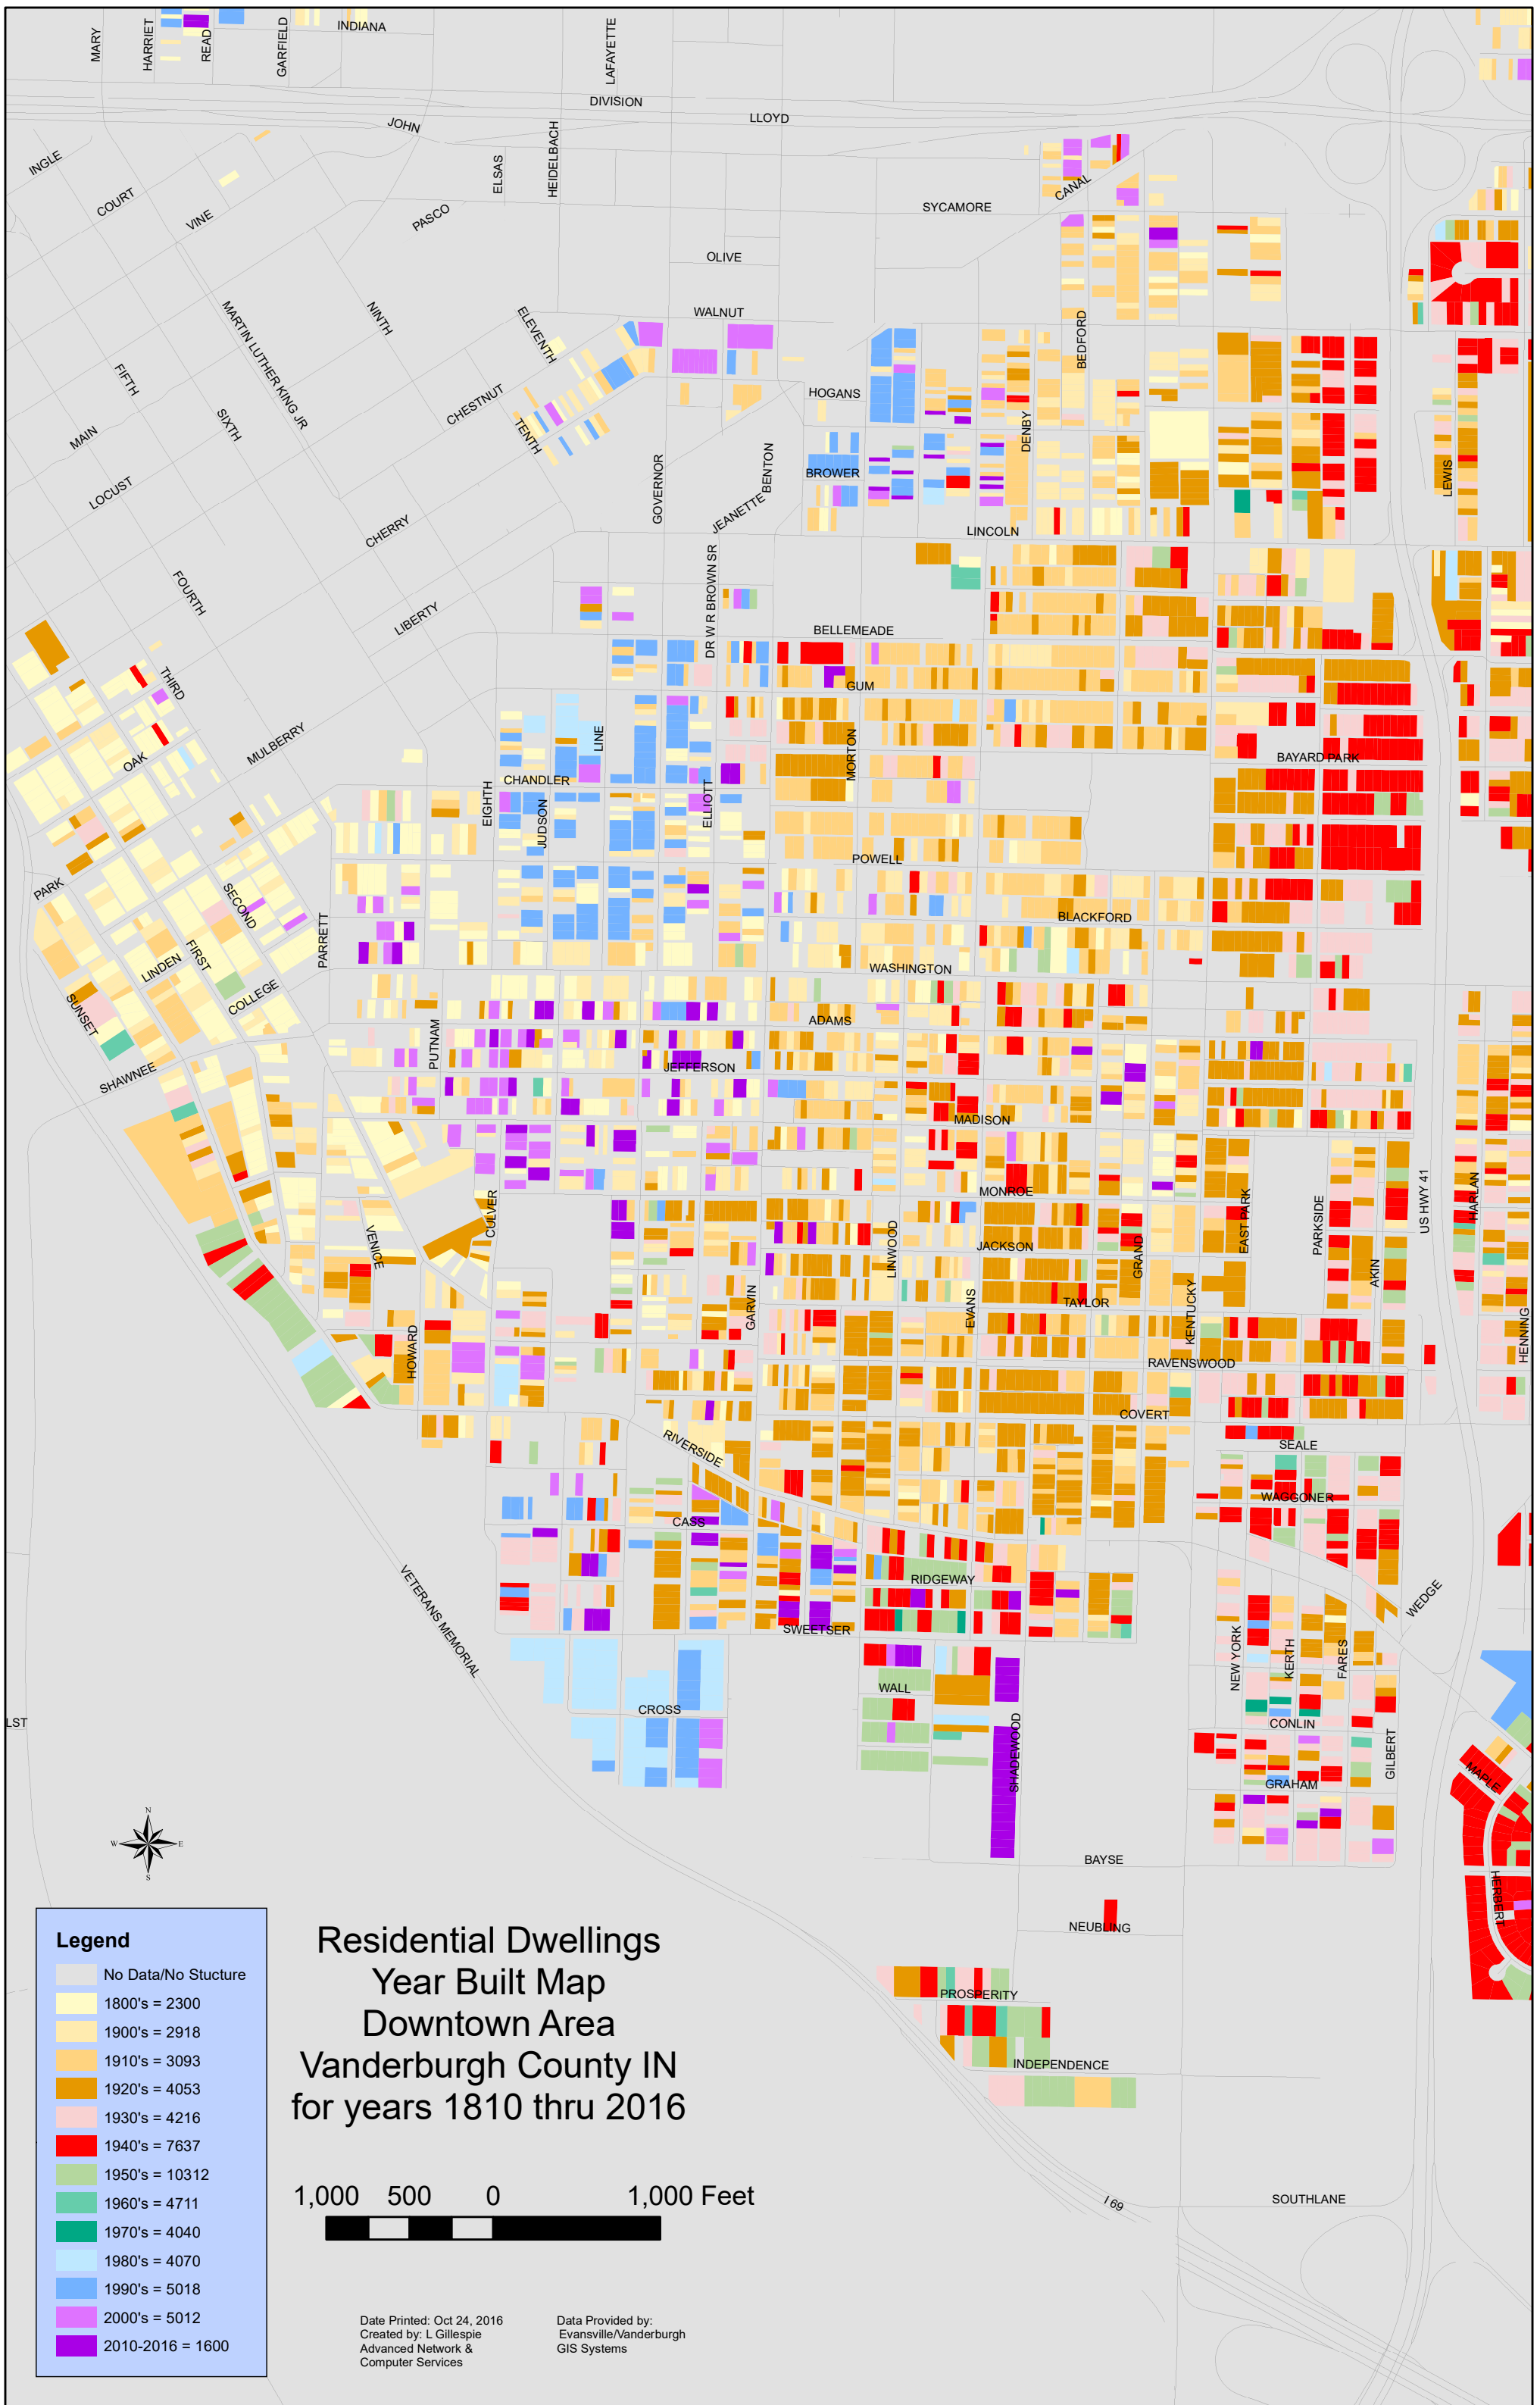 MARY
HARRIET
READ
GARFIELD
INDIANA
LAFAYETTE
DIVISION
LLOYD
JOHN
INGLE
COURT
VINE
PASCO
ELSAS
HEIDELBACH
SYCAMORE
CANAL
OLIVE
WALNUT
MARTIN LUTHER KING JR
NINTH
ELEVENTH
BEDFORD
FIFTH
SIXTH
CHESTNUT
TENTH
HOGANS
DENBY
MAIN
LOCUST
GOVERNOR
BENTON
BROWER
LEWIS
CHERRY
JEANETTE
LINCOLN
FOURTH
LIBERTY
DR W R BROWN SR
BELLEMEADE
THIRD
GUM
OAK
MULBERRY
LINE
MORTON
BAYARD PARK
CHANDLER
EIGHTH
JUDSON
ELLIOTT
POWELL
PARK
SECOND
PARRETT
BLACKFORD
LINDEN
FIRST
WASHINGTON
COLLEGE
SUNSET
PUTNAM
ADAMS
SHAWNEE
JEFFERSON
MADISON
MONROE
CULVER
VENICE
LINWOOD
JACKSON
GRAND
EAST PARK
PARKSIDE
AKIN
US HWY 41
HARLAN
GARVIN
EVANS
TAYLOR
KENTUCKY
HENNING
HOWARD
RAVENSWOOD
COVERT
RIVERSIDE
SEALE
WAGGONER
CASS
RIDGEWAY
VETERANS MEMORIAL
WEDGE
SWEETSER
NEW YORK
KERTH
FARES
WALL
CROSS
LST
SHADEWOOD
CONLIN
GILBERT
GRAHAM
MAPLE
BAYSE
HERBERT
NEUBLING
PROSPERITY
INDEPENDENCE
I 69
SOUTHLANE
N
W E
S
Legend
No Data/No Stucture
1800's = 2300
1900's = 2918
1910's = 3093
1920's = 4053
1930's = 4216
1940's = 7637
1950's = 10312
1960's = 4711
1970's = 4040
1980's = 4070
1990's = 5018
2000's = 5012
2010-2016 = 1600
Residential Dwellings
Year Built Map
Downtown Area
Vanderburgh County IN
for years 1810 thru 2016
1,000 500 0 1,000 Feet
Date Printed: Oct 24, 2016
Created by: L Gillespie
Advanced Network &
Computer Services
Data Provided by:
Evansville/Vanderburgh
GIS Systems